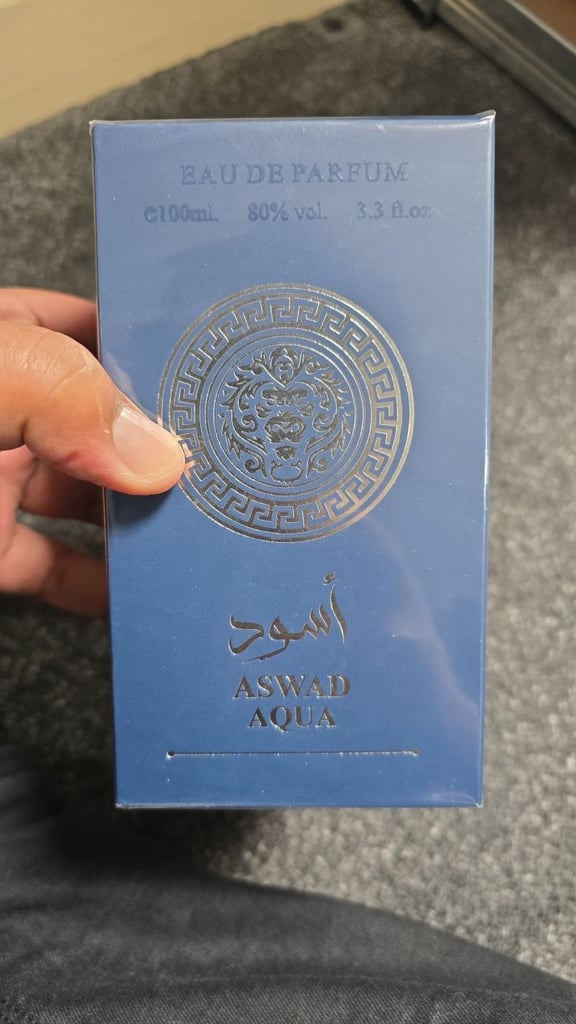 EAU DE PARFUM
℮100ml. 80% vol. 3.3 fl.oz
أسود
ASWAD
AQUA